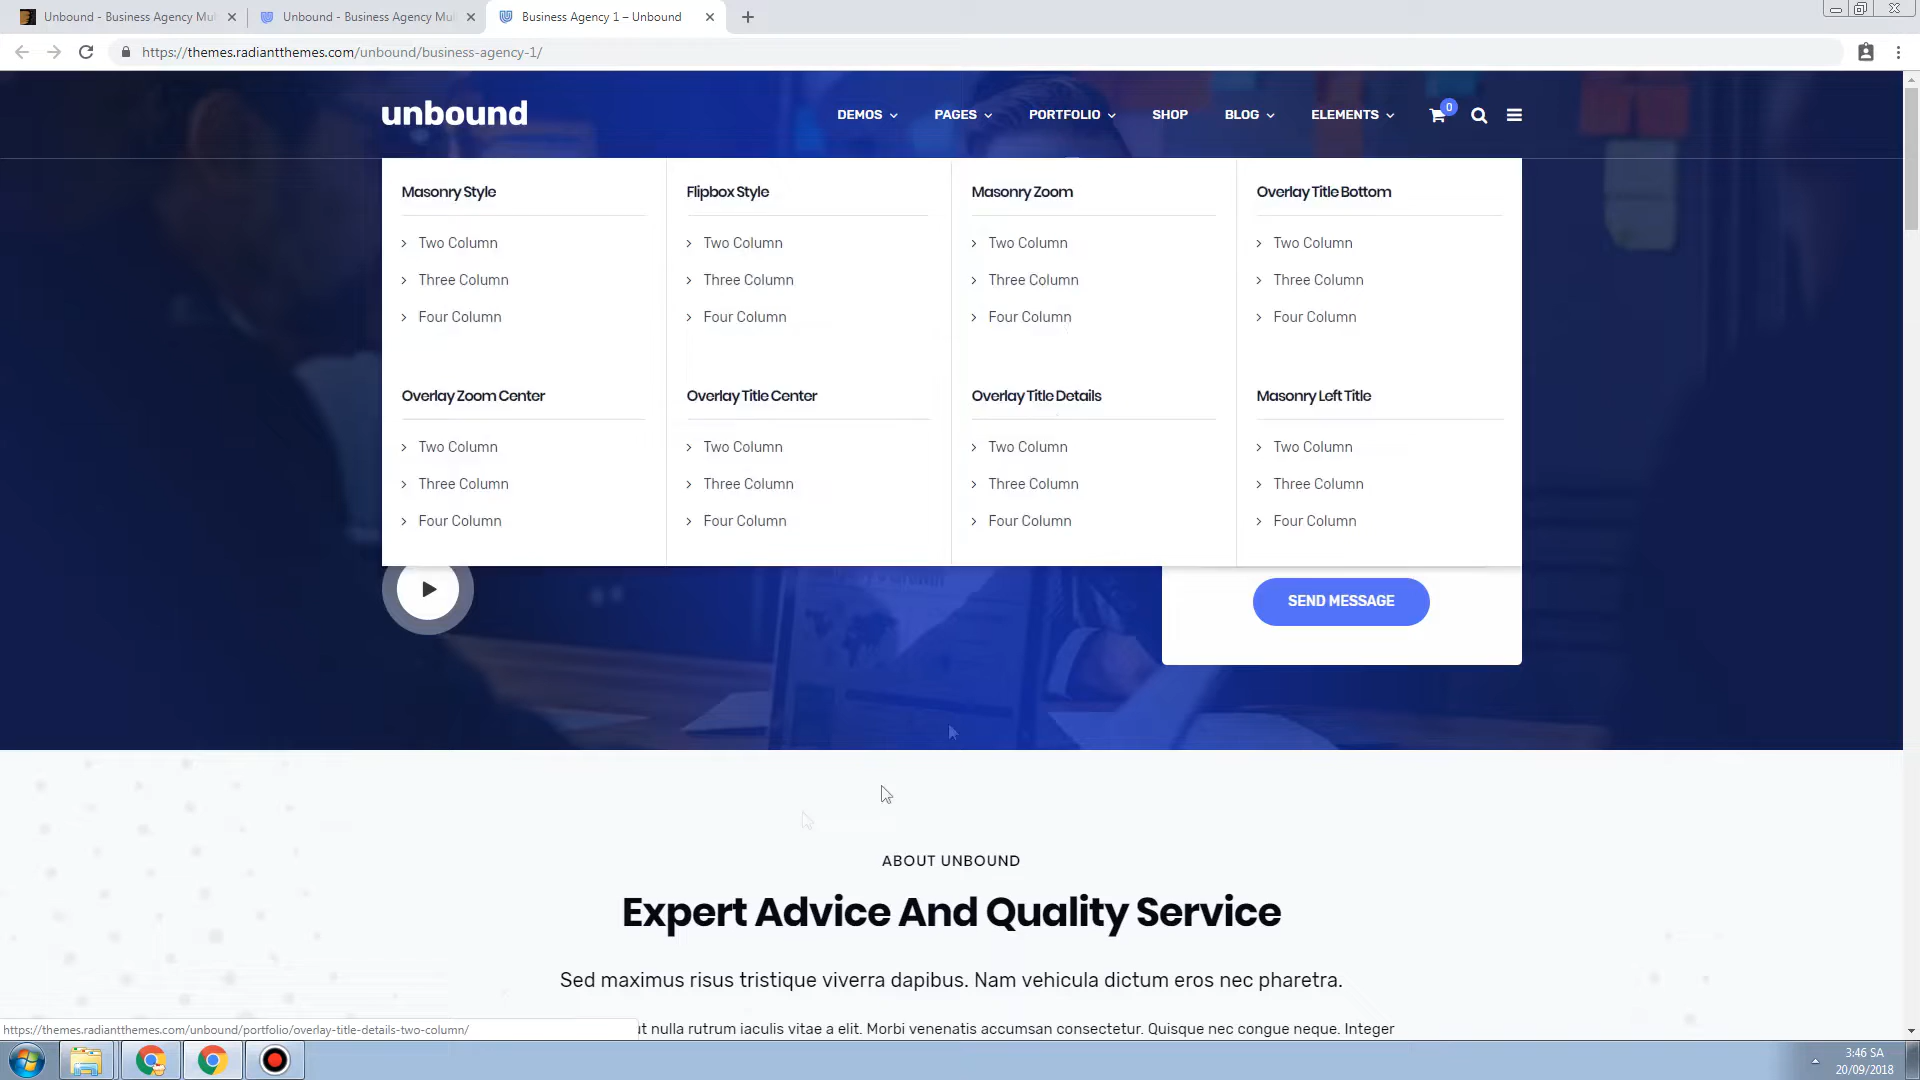 Unbound - Business Agency Mul
Unbound - Business Agency Mul
Business Agency 1 – Unbound
https://themes.radiantthemes.com/unbound/business-agency-1/
unbound
DEMOS
PAGES
PORTFOLIO
SHOP
BLOG
ELEMENTS
0
Masonry Style
Two Column
Three Column
Four Column
Flipbox Style
Two Column
Three Column
Four Column
Masonry Zoom
Two Column
Three Column
Four Column
Overlay Title Bottom
Two Column
Three Column
Four Column
Overlay Zoom Center
Two Column
Three Column
Four Column
Overlay Title Center
Two Column
Three Column
Four Column
Overlay Title Details
Two Column
Three Column
Four Column
Masonry Left Title
Two Column
Three Column
Four Column
SEND MESSAGE
ABOUT UNBOUND
Expert Advice And Quality Service
Sed maximus risus tristique viverra dapibus. Nam vehicula dictum eros nec pharetra.
ut nulla rutrum iaculis vitae a elit. Morbi venenatis accumsan consectetur. Quisque nec congue neque. Integer
https://themes.radiantthemes.com/unbound/portfolio/overlay-title-details-two-column/
3:46 SA
20/09/2018